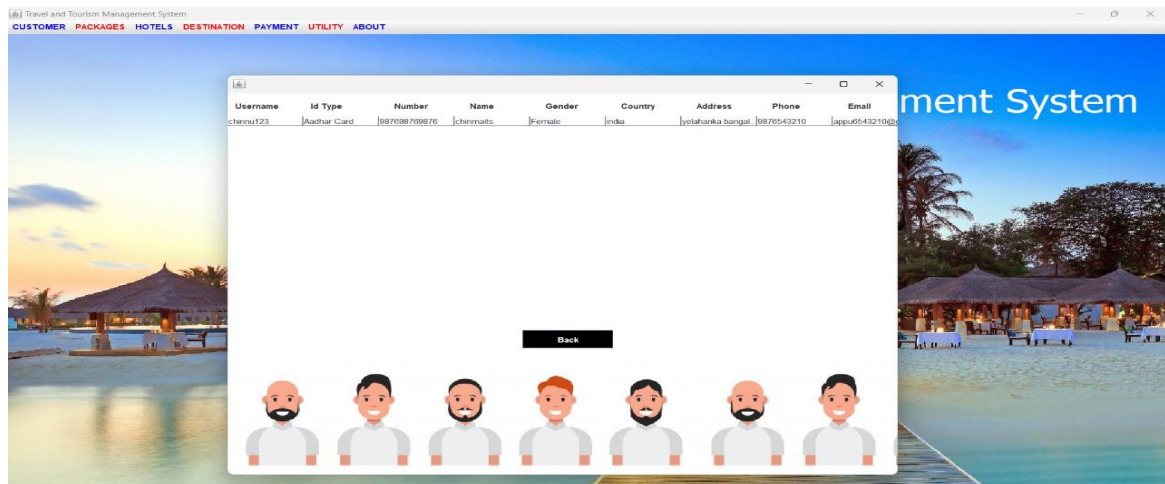 Travel and Tourism Management System
CUSTOMER PACKAGES HOTELS DESTINATION PAYMENT UTILITY ABOUT
ment System
Username Id Type Number Name Gender Country Address Phone Email
chinnu123 Aadhar Card 987698769876 chinmaits Female india yelahanka bangal... 9876543210 appu6543210@g
Back